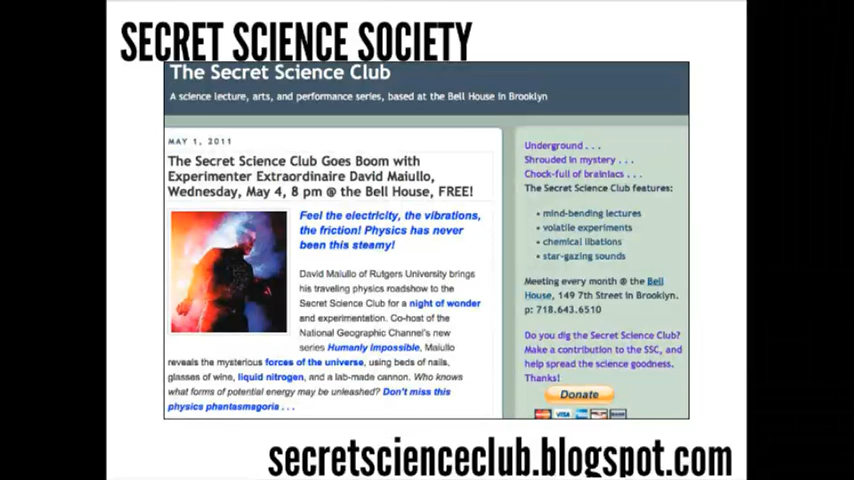 SECRET SCIENCE SOCIETY
The Secret Science Club
A science lecture, arts, and performance series, based at the Bell House in Brooklyn
MAY 1, 2011
The Secret Science Club Goes Boom with
Experimenter Extraordinaire David Maiullo,
Wednesday, May 4, 8 pm @ the Bell House, FREE!
Feel the electricity, the vibrations,
the friction! Physics has never
been this steamy!
David Maiullo of Rutgers University brings
his traveling physics roadshow to the
Secret Science Club for a night of wonder
and experimentation. Co-host of the
National Geographic Channel's new
series Humanly Impossible, Maiullo
reveals the mysterious forces of the universe, using beds of nails,
glasses of wine, liquid nitrogen, and a lab-made cannon. Who knows
what forms of potential energy may be unleashed? Don't miss this
physics phantasmagoria . . .
Underground . . .
Shrouded in mystery . . .
Chock-full of brainiacs . . .
The Secret Science Club features:
• mind-bending lectures
• volatile experiments
• chemical libations
• star-gazing sounds
Meeting every month @ the Bell
House, 149 7th Street in Brooklyn.
p: 718.643.6510
Do you dig the Secret Science Club?
Make a contribution to the SSC, and
help spread the science goodness.
Thanks!
Donate
VISA
secretscienceclub.blogspot.com